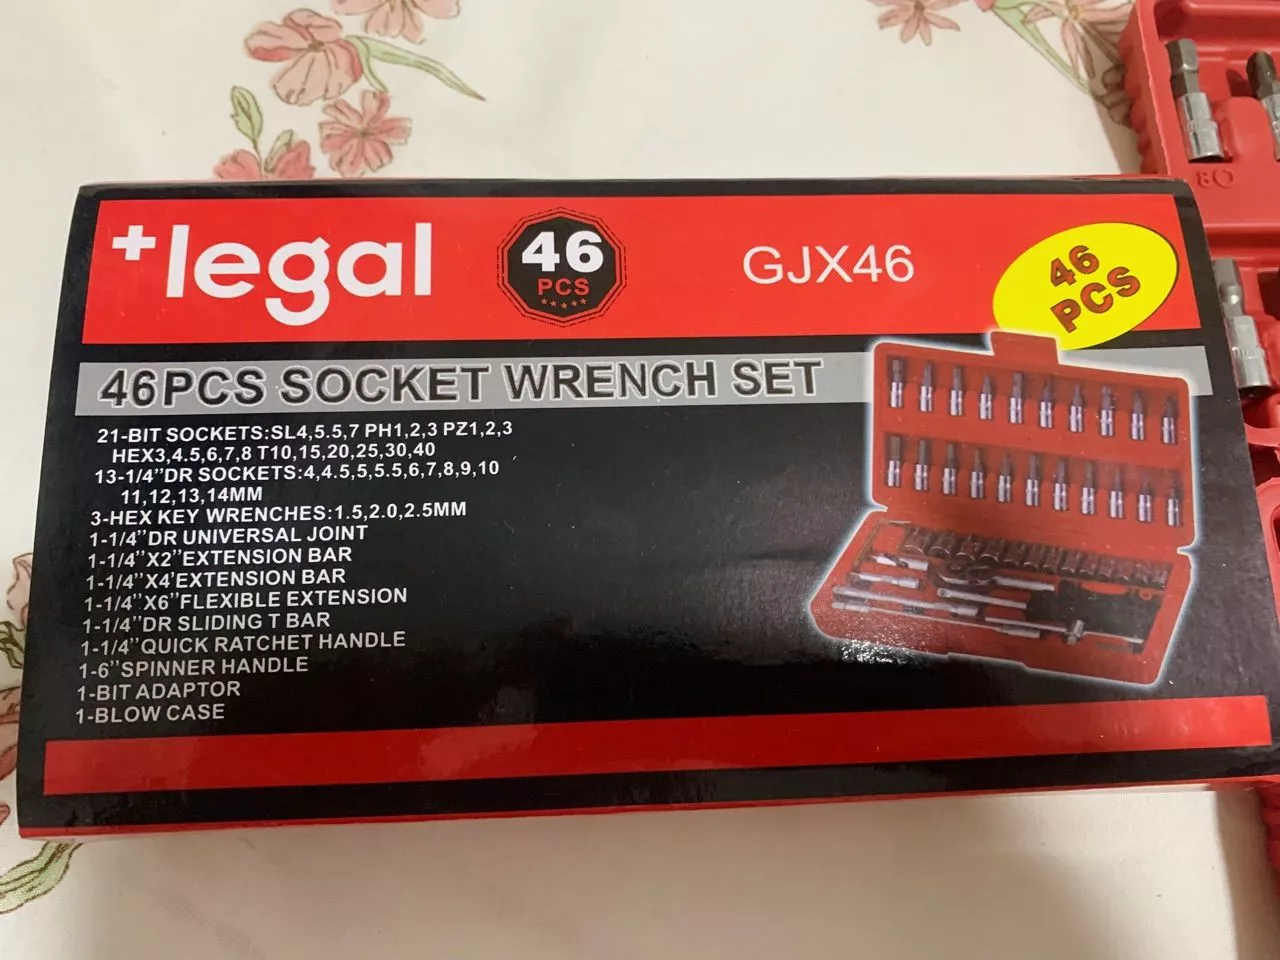 +legal
46
PCS
GJX46
46
PCS
46PCS SOCKET WRENCH SET
21-BIT SOCKETS:SL4,5.5,7 PH1,2,3 PZ1,2,3
HEX3,4.5,6,7,8 T10,15,20,25,30,40
13-1/4”DR SOCKETS:4,4.5,5,5.5,6,7,8,9,10
11,12,13,14MM
3-HEX KEY WRENCHES:1.5,2.0,2.5MM
1-1/4”DR UNIVERSAL JOINT
1-1/4”X2”EXTENSION BAR
1-1/4”X4’EXTENSION BAR
1-1/4”X6”FLEXIBLE EXTENSION
1-1/4”DR SLIDING T BAR
1-1/4”QUICK RATCHET HANDLE
1-6”SPINNER HANDLE
1-BIT ADAPTOR
1-BLOW CASE
8